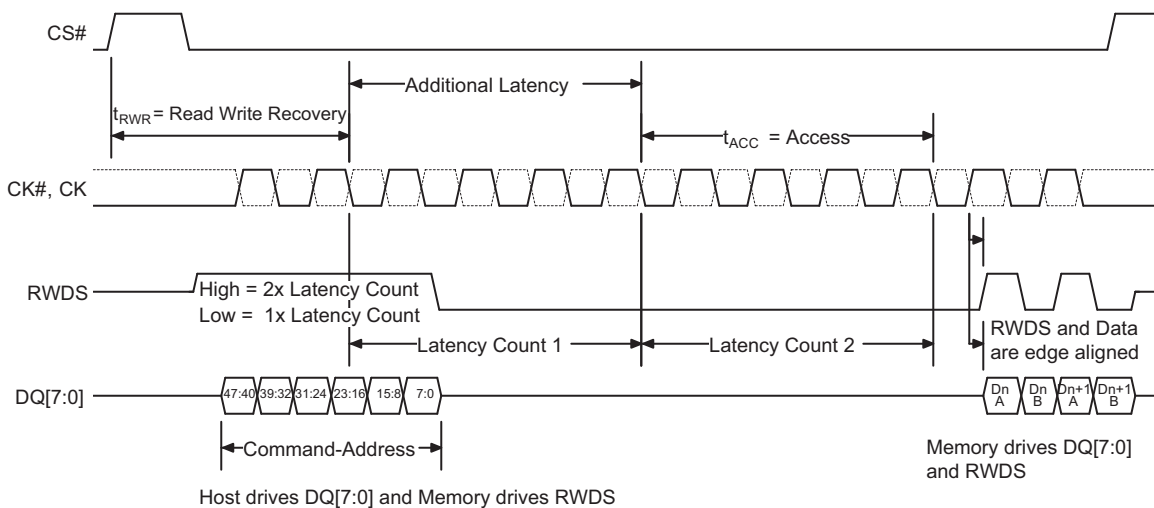 CS#
Additional Latency
tRWR = Read Write Recovery
tACC = Access
CK#, CK
RWDS
High = 2x Latency Count
Low = 1x Latency Count
Latency Count 1
Latency Count 2
RWDS and Data
are edge aligned
DQ[7:0]
47:40 39:32 31:24 23:16 15:8 7:0
Dn
A
Dn
B
Dn+1
A
Dn+1
B
Command-Address
Memory drives DQ[7:0]
and RWDS
Host drives DQ[7:0] and Memory drives RWDS